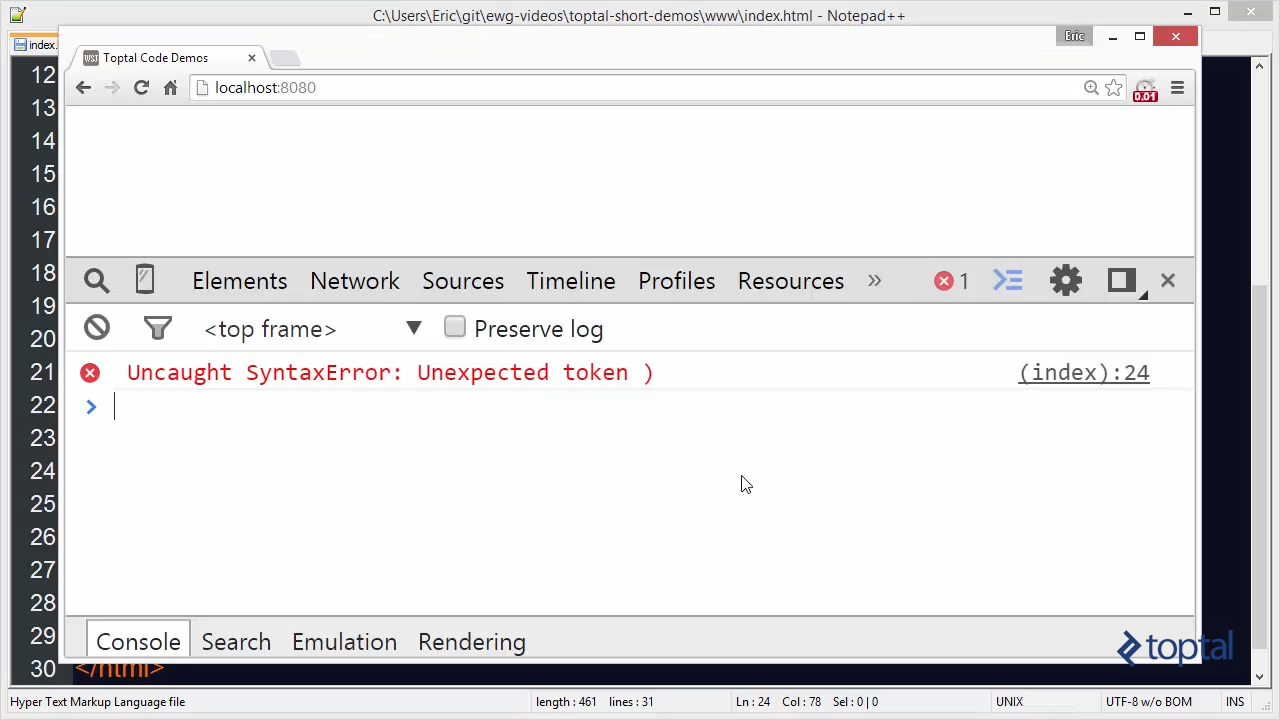 C:\Users\Eric\git\ewg-videos\toptal-short-demos\www\index.html - Notepad++
Eric
index.
Toptal Code Demos
localhost:8080
0.01
12
13
14
15
16
17
18
19
20
21
22
23
24
25
26
27
28
29
30
Elements Network Sources Timeline Profiles Resources » 1
<top frame> Preserve log
Uncaught SyntaxError: Unexpected token ) (index):24
>
Console Search Emulation Rendering
toptal
</html>
Hyper Text Markup Language file length : 461 lines : 31 Ln : 24 Col : 78 Sel : 0 | 0 UNIX UTF-8 w/o BOM INS